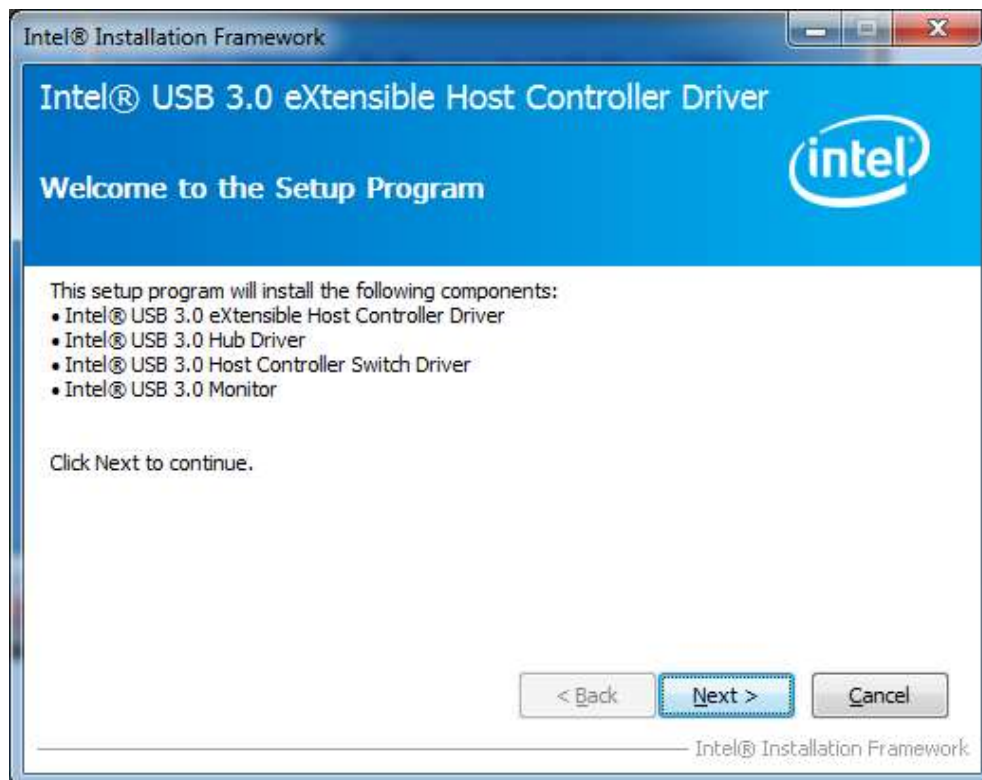 Intel® Installation Framework
Intel® USB 3.0 eXtensible Host Controller Driver
intel
Welcome to the Setup Program
This setup program will install the following components:
• Intel® USB 3.0 eXtensible Host Controller Driver
• Intel® USB 3.0 Hub Driver
• Intel® USB 3.0 Host Controller Switch Driver
• Intel® USB 3.0 Monitor
Click Next to continue.
< Back Next > Cancel
Intel® Installation Framework